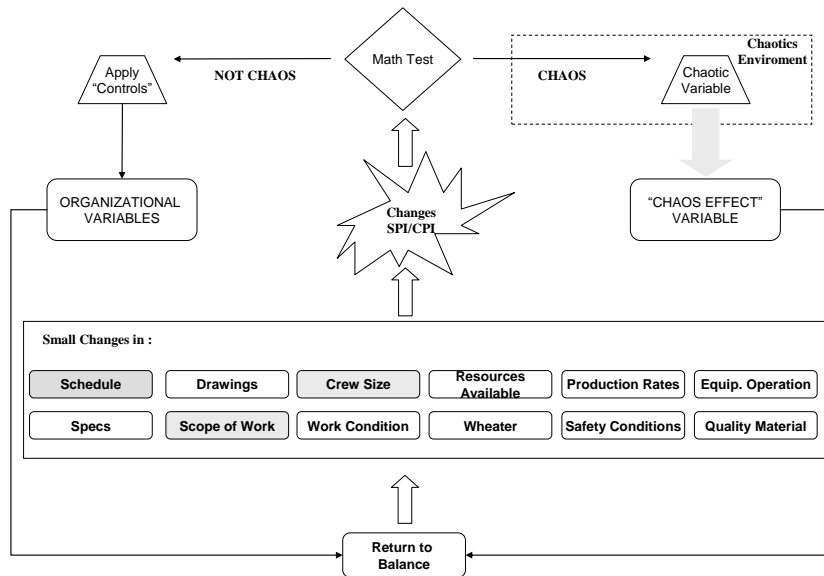 Chaotics
Enviroment
Math Test
Apply
“Controls”
NOT CHAOS
CHAOS
Chaotic
Variable
ORGANIZATIONAL
VARIABLES
“CHAOS EFFECT”
VARIABLE
Changes
SPI/CPI
Small Changes in :
Schedule
Drawings
Crew Size
Resources
Available
Production Rates
Equip. Operation
Specs
Scope of Work
Work Condition
Wheater
Safety Conditions
Quality Material
Return to
Balance